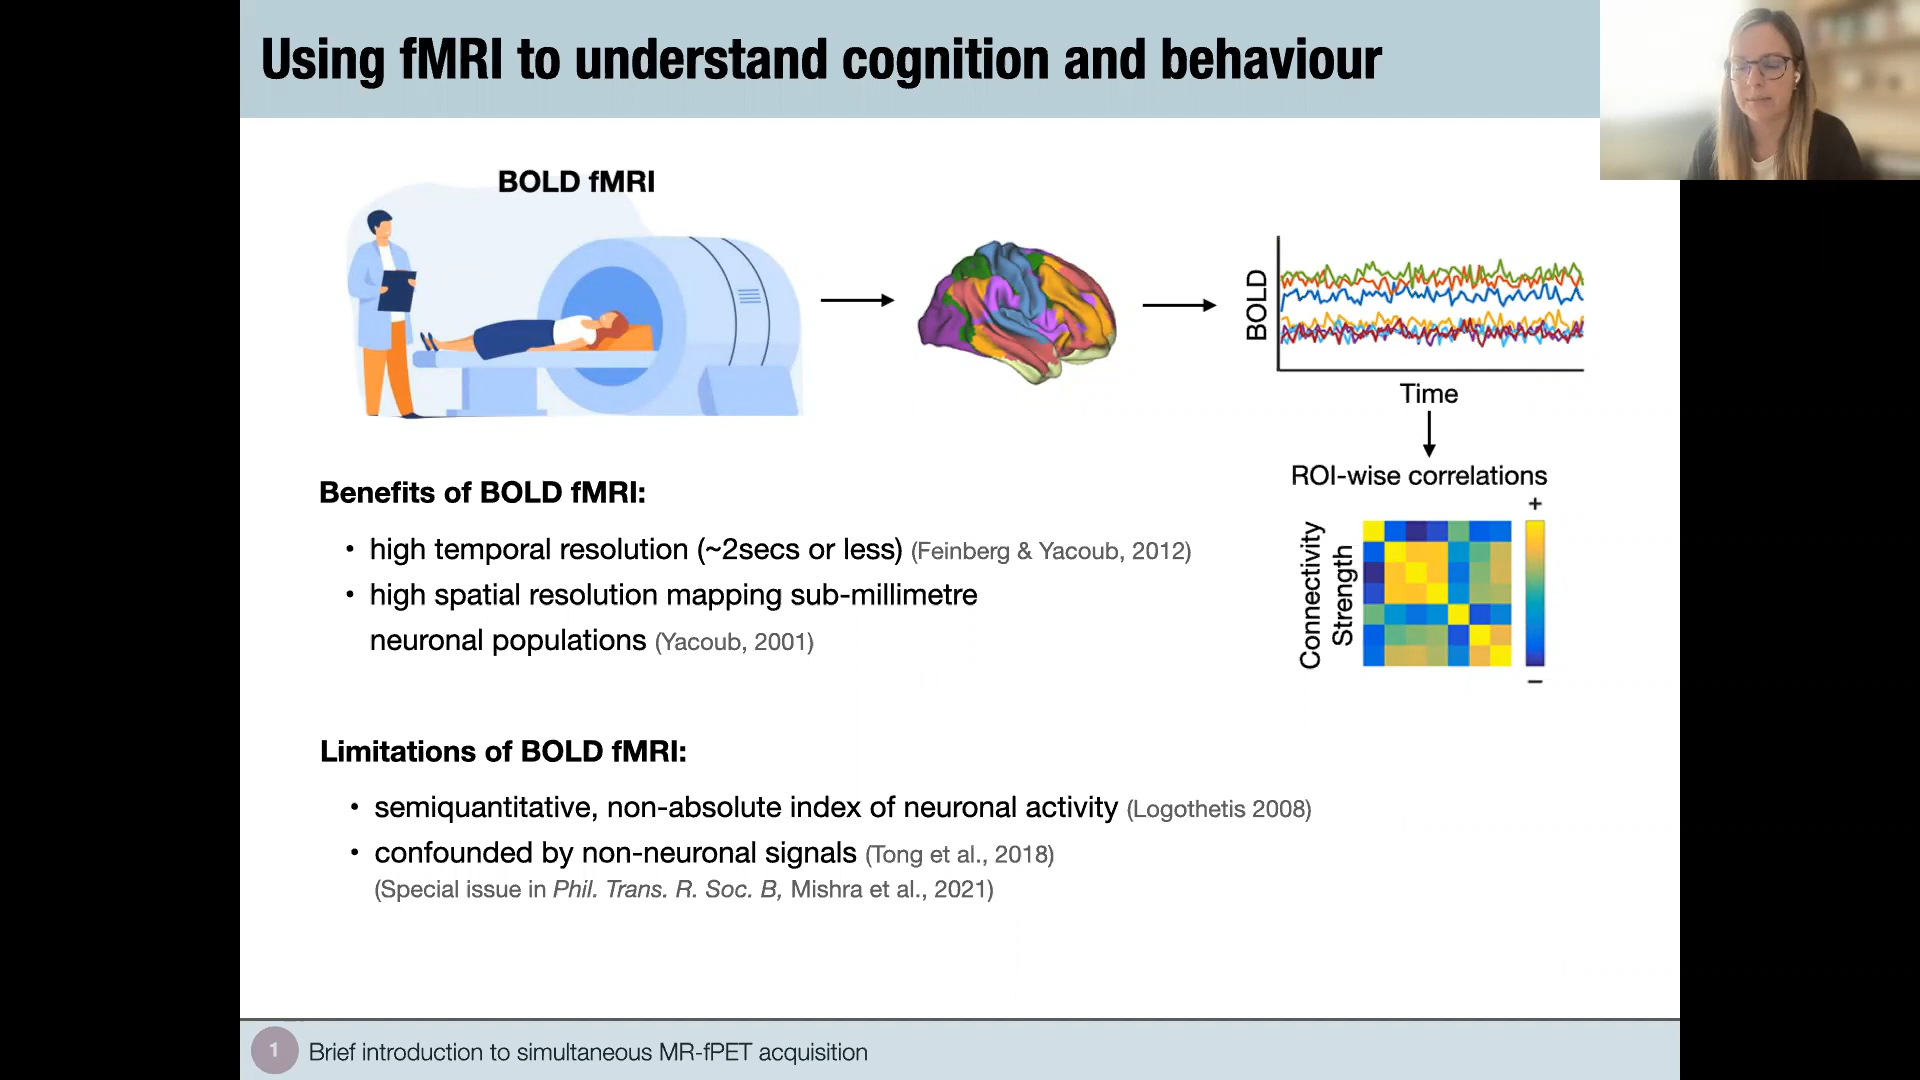 Using fMRI to understand cognition and behaviour
BOLD fMRI
BOLD
Time
ROI-wise correlations
+
Connectivity
Strength
–
Benefits of BOLD fMRI:
• high temporal resolution (~2secs or less) (Feinberg & Yacoub, 2012)
• high spatial resolution mapping sub-millimetre
neuronal populations (Yacoub, 2001)
Limitations of BOLD fMRI:
• semiquantitative, non-absolute index of neuronal activity (Logothetis 2008)
• confounded by non-neuronal signals (Tong et al., 2018)
(Special issue in Phil. Trans. R. Soc. B, Mishra et al., 2021)
1 Brief introduction to simultaneous MR-fPET acquisition